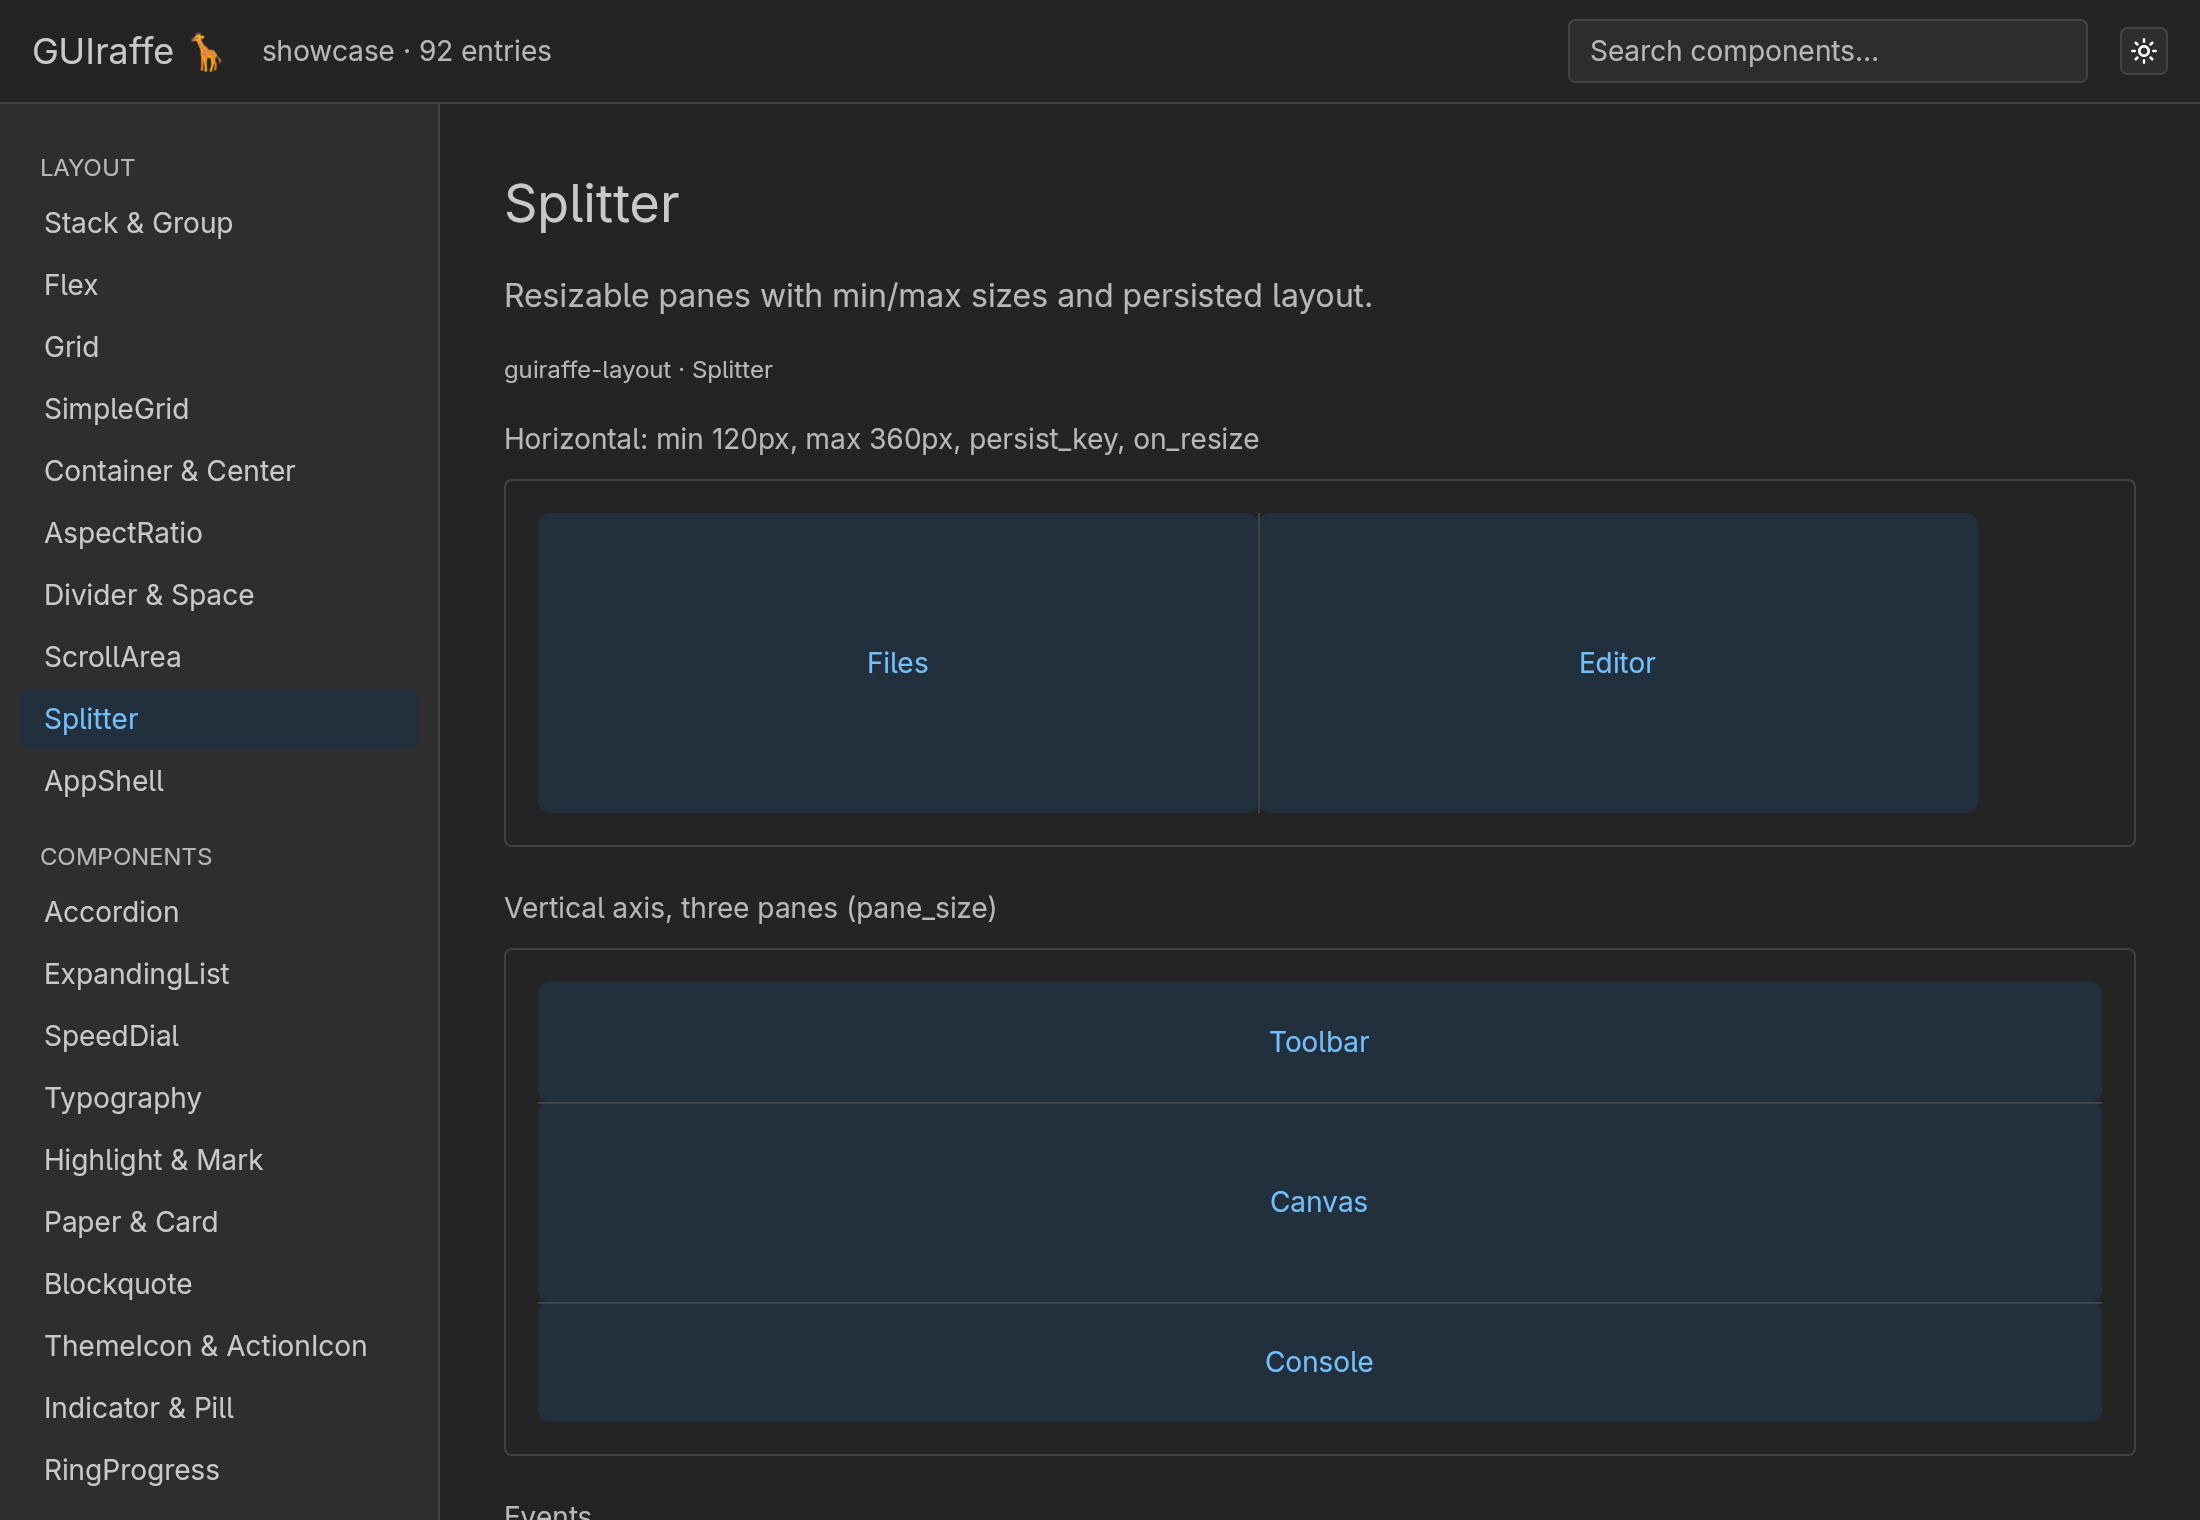 GUIraffe 🦒 showcase · 92 entries
Search components...
LAYOUT
Stack & Group
Flex
Grid
SimpleGrid
Container & Center
AspectRatio
Divider & Space
ScrollArea
Splitter
AppShell
COMPONENTS
Accordion
ExpandingList
SpeedDial
Typography
Highlight & Mark
Paper & Card
Blockquote
ThemeIcon & ActionIcon
Indicator & Pill
RingProgress
Splitter
Resizable panes with min/max sizes and persisted layout.
guiraffe-layout · Splitter
Horizontal: min 120px, max 360px, persist_key, on_resize
Files
Editor
Vertical axis, three panes (pane_size)
Toolbar
Canvas
Console
Events